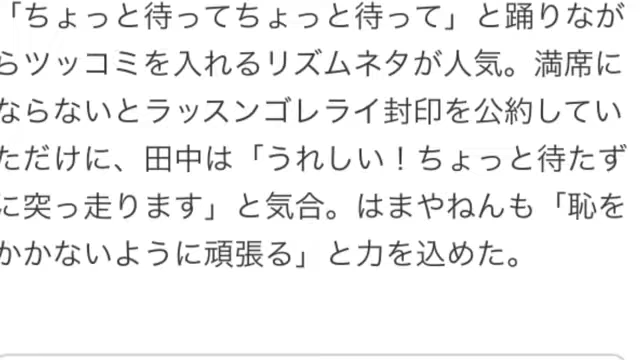 「ちょっと待ってちょっと待って」と踊りなが
らツッコミを入れるリズムネタが人気。満席に
ならないとラッスンゴレライ封印を公約してい
ただけに、田中は「うれしい！ちょっと待たず
に突っ走ります」と気合。はまやねんも「恥を
かかないように頑張る」と力を込めた。